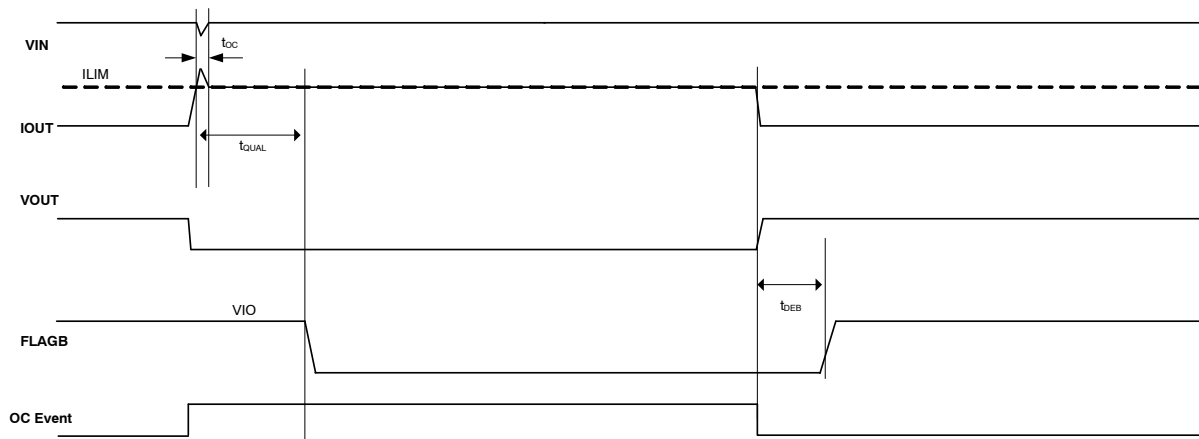 VIN
tOC
ILIM
IOUT
tQUAL
VOUT
tDEB
VIO
FLAGB
OC Event